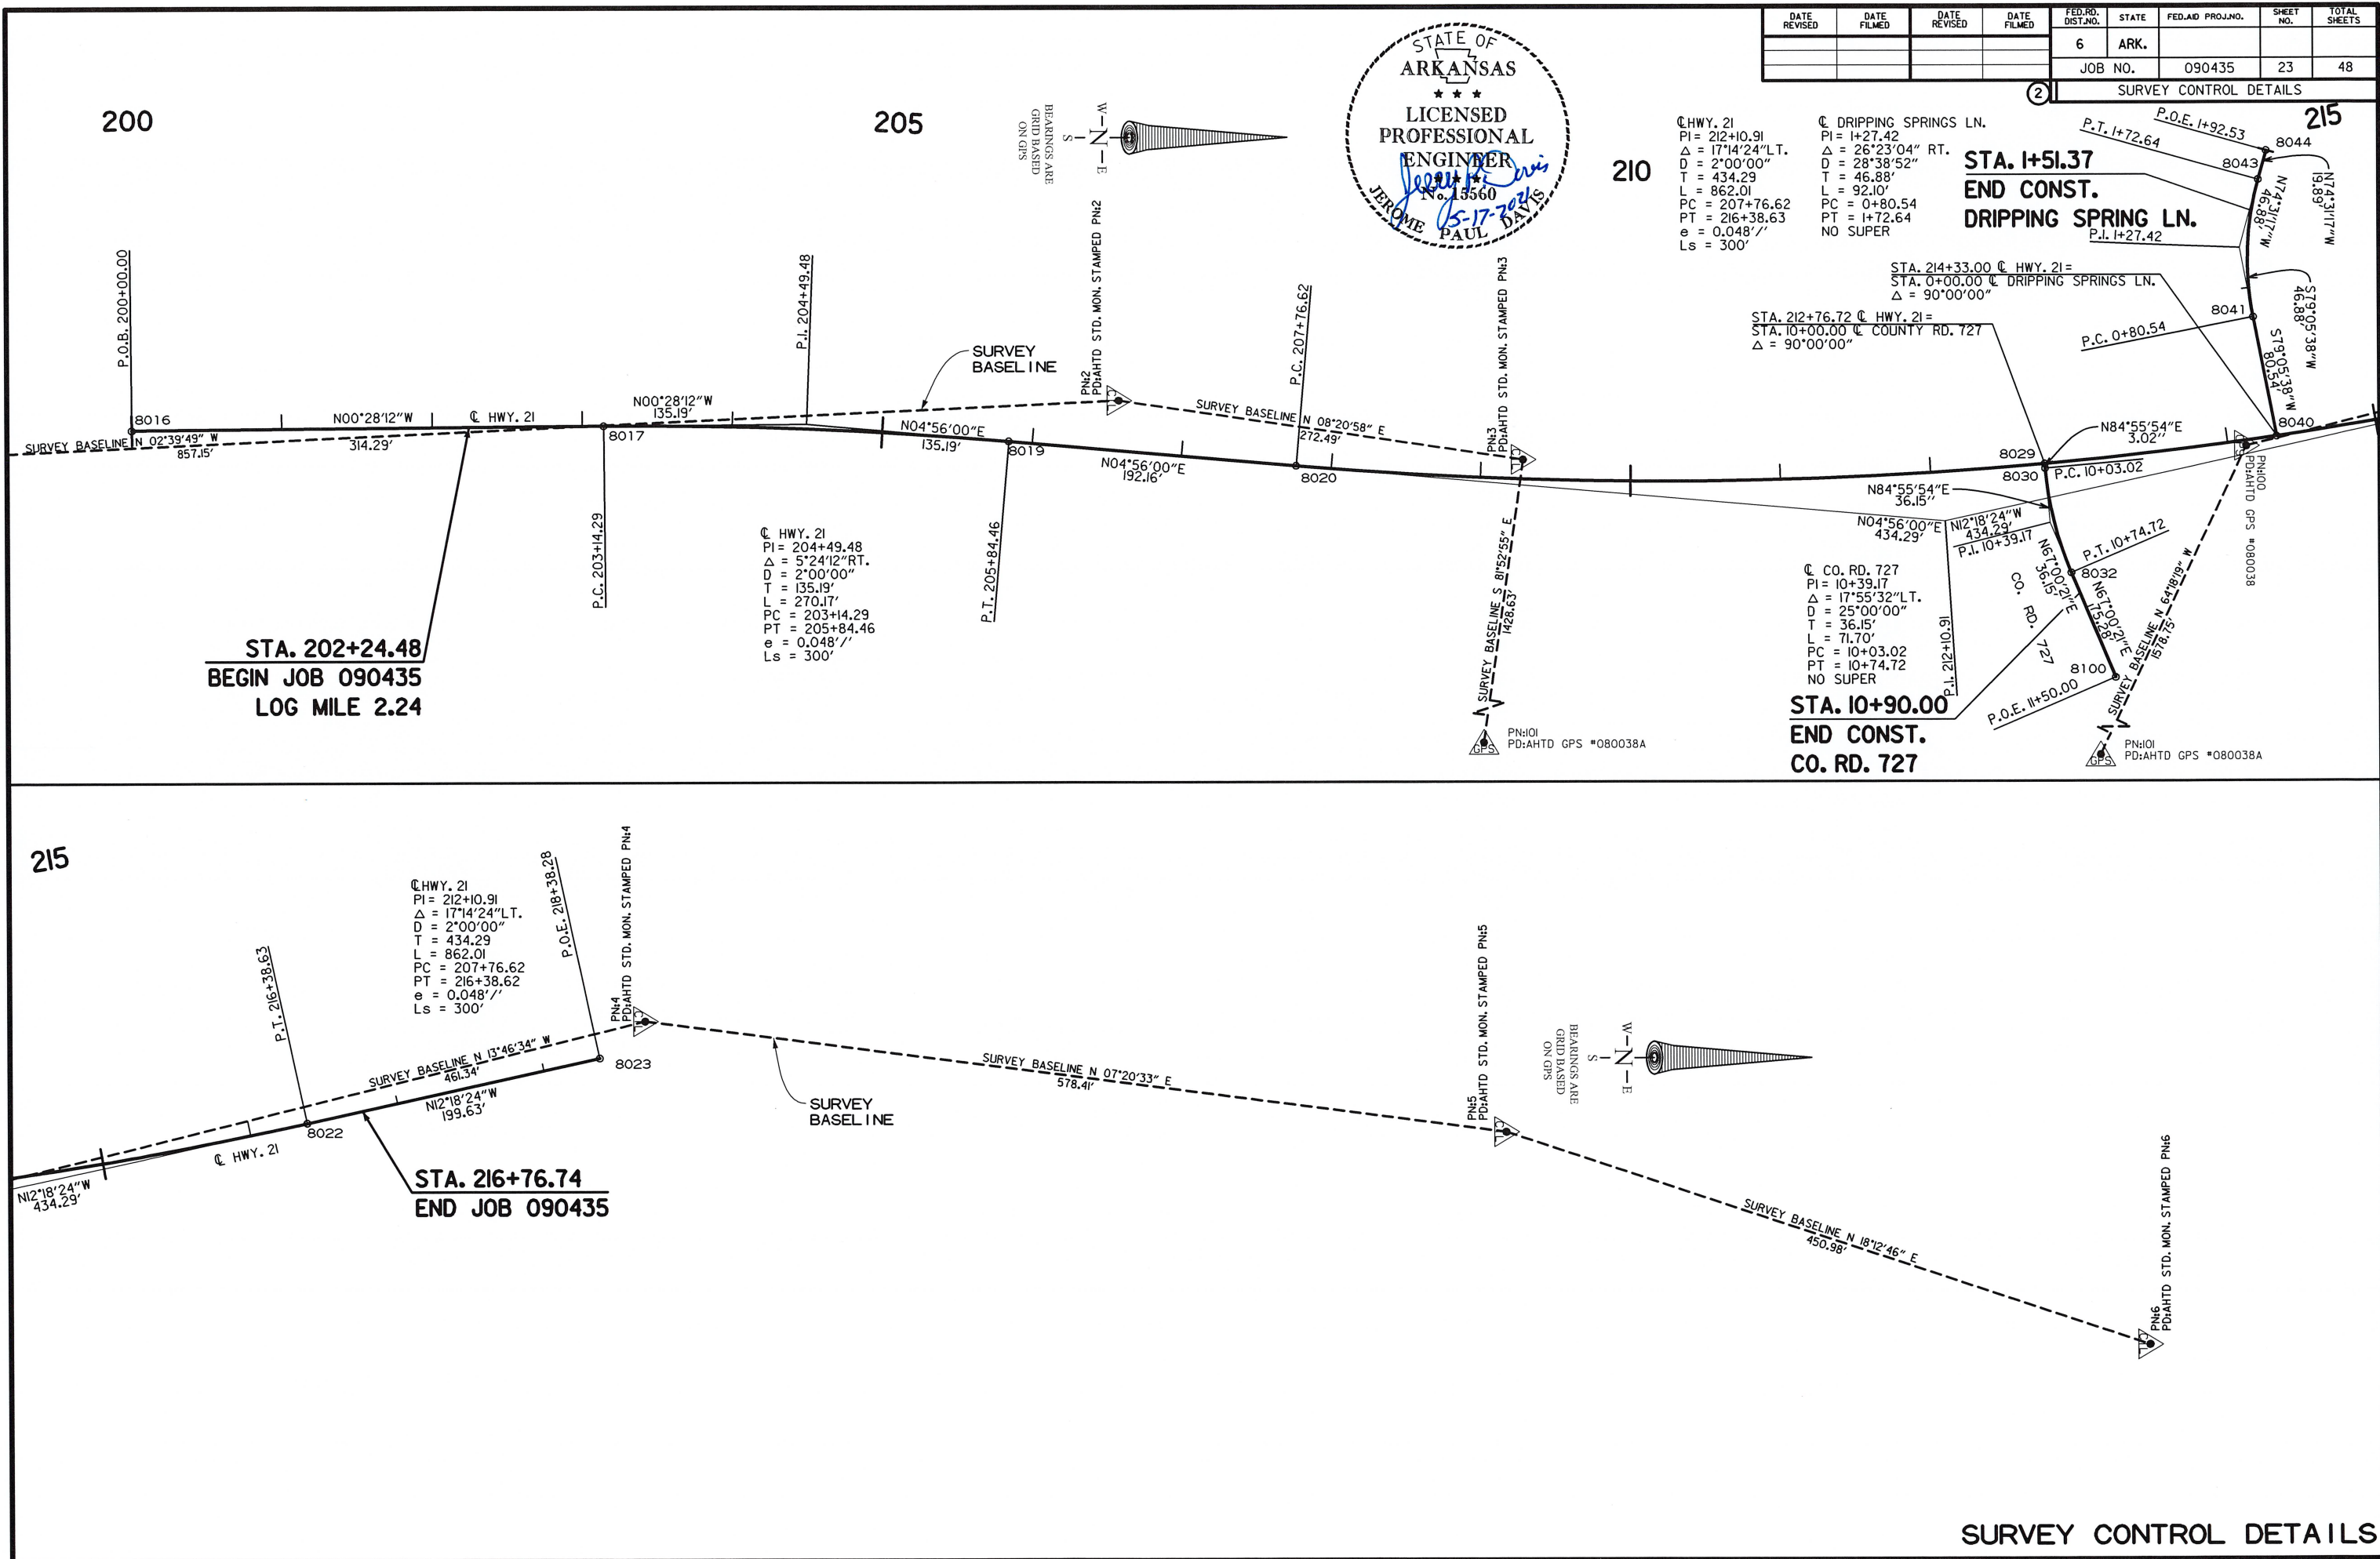 DATE REVISED
DATE FILMED
DATE REVISED
DATE FILMED
FED.RD. DIST.NO.
STATE
FED.AID PROJ.NO.
SHEET NO.
TOTAL SHEETS
6
ARK.
JOB NO.
090435
23
48
2
SURVEY CONTROL DETAILS
STATE OF
ARKANSAS
★ ★ ★
LICENSED
PROFESSIONAL
ENGINEER
★ ★ ★
No. 13560
JEROME PAUL DAVIS
Jerry P. Davis
5-17-2021
200
205
210
215
W-N-E
S
BEARINGS ARE
GRID BASED
ON GPS
℄HWY. 21
PI = 212+10.91
Δ = 17°14'24"LT.
D = 2°00'00"
T = 434.29
L = 862.01
PC = 207+76.62
PT = 216+38.63
e = 0.048'/'
Ls = 300'
℄ DRIPPING SPRINGS LN.
PI = 1+27.42
Δ = 26°23'04" RT.
D = 28°38'52"
T = 46.88'
L = 92.10'
PC = 0+80.54
PT = 1+72.64
NO SUPER
P.O.E. 1+92.53
P.T. 1+72.64
8044
8043
N74°31'17"W
19.89'
N74°31'17"W
46.88'
STA. 1+51.37
END CONST.
DRIPPING SPRING LN.
P.I. 1+27.42
STA. 214+33.00 ℄ HWY. 21 =
STA. 0+00.00 ℄ DRIPPING SPRINGS LN.
Δ = 90°00'00"
STA. 212+76.72 ℄ HWY. 21 =
STA. 10+00.00 ℄ COUNTY RD. 727
Δ = 90°00'00"
S79°05'38"W
46.88'
8041
P.C. 0+80.54
S79°05'38"W
80.54'
8040
P.O.B. 200+00.00
8016
N00°28'12"W
314.29'
℄ HWY. 21
SURVEY BASELINE N 02°39'49" W
857.15'
N00°28'12"W
135.19'
8017
P.I. 204+49.48
SURVEY
BASELINE
PN:2
PD:AHTD STD. MON. STAMPED PN:2
CTL
N04°56'00"E
135.19'
8019
SURVEY BASELINE N 08°20'58" E
272.49'
P.C. 207+76.62
N04°56'00"E
192.16'
8020
PN:3
PD:AHTD STD. MON. STAMPED PN:3
CTL
P.C. 203+14.29
P.T. 205+84.46
℄ HWY. 21
PI = 204+49.48
Δ = 5°24'12"RT.
D = 2°00'00"
T = 135.19'
L = 270.17'
PC = 203+14.29
PT = 205+84.46
e = 0.048'/'
Ls = 300'
STA. 202+24.48
BEGIN JOB 090435
LOG MILE 2.24
SURVEY BASELINE S 81°52'55" E
1428.63'
GPS
PN:101
PD:AHTD GPS #080038A
8029
8030
N84°55'54"E
3.02''
P.C. 10+03.02
N84°55'54"E
36.15''
N04°56'00"E
434.29'
N12°18'24"W
434.29'
P.I. 10+39.17
P.I. 212+10.91
℄ CO. RD. 727
PI = 10+39.17
Δ = 17°55'32"LT.
D = 25°00'00"
T = 36.15'
L = 71.70'
PC = 10+03.02
PT = 10+74.72
NO SUPER
N67°00'21"E
36.15'
8032
P.T. 10+74.72
CO. RD. 727
N67°00'21"E
175.28'
8100
P.O.E. 11+50.00
STA. 10+90.00
END CONST.
CO. RD. 727
GPS
PN:100
PD:AHTD GPS #080038
SURVEY BASELINE N 64°18'19" W
1578.75'
GPS
PN:101
PD:AHTD GPS #080038A
215
℄HWY. 21
PI = 212+10.91
Δ = 17°14'24"LT.
D = 2°00'00"
T = 434.29
L = 862.01
PC = 207+76.62
PT = 216+38.62
e = 0.048'/'
Ls = 300'
P.T. 216+38.63
P.O.E. 218+38.28
PN:4
PD:AHTD STD. MON. STAMPED PN:4
CTL
SURVEY BASELINE N 13°46'34" W
461.34'
8023
N12°18'24"W
199.63'
8022
℄ HWY. 21
N12°18'24"W
434.29'
STA. 216+76.74
END JOB 090435
SURVEY
BASELINE
SURVEY BASELINE N 07°20'33" E
578.41'
PN:5
PD:AHTD STD. MON. STAMPED PN:5
CTL
W-N-E
S
BEARINGS ARE
GRID BASED
ON GPS
SURVEY BASELINE N 18°12'46" E
450.98'
PN:6
PD:AHTD STD. MON. STAMPED PN:6
CTL
SURVEY CONTROL DETAILS